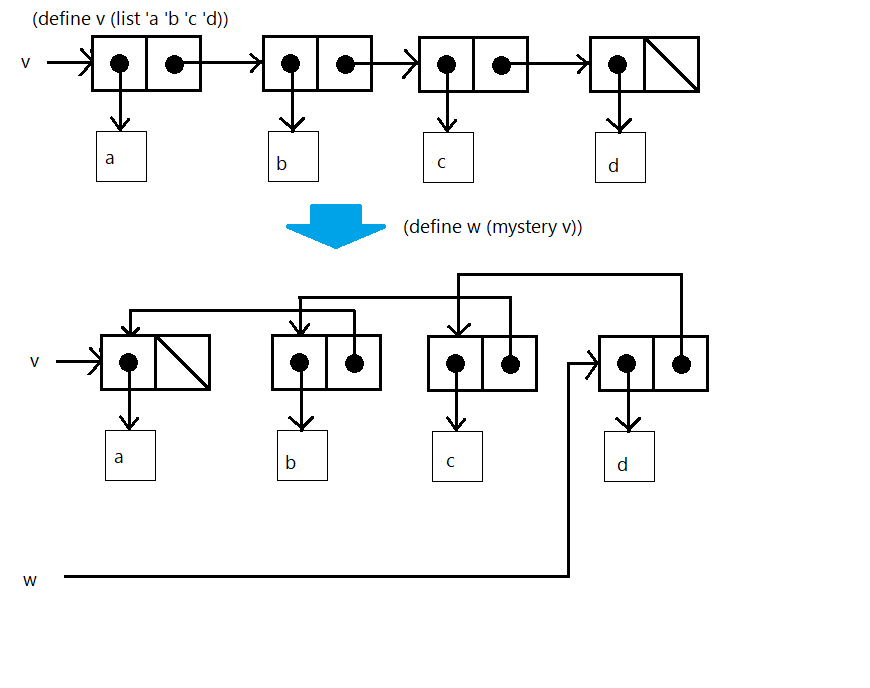 (define v (list 'a 'b 'c 'd))
v
a
b
c
d
(define w (mystery v))
v
a
b
c
d
w